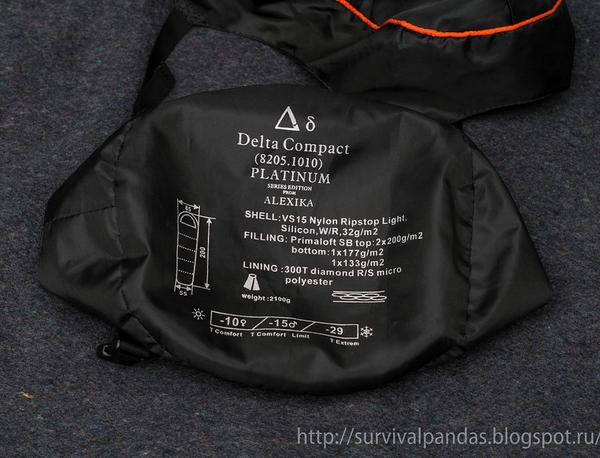 Δ δ
Delta Compact
(8205.1010)
PLATINUM
SERIES EDITION
FROM
ALEXIKA
SHELL:VS15 Nylon Ripstop Light.
Silicon,W/R,32g/m2
FILLING: Primaloft SB top:2x200g/m2
bottom:1x177g/m2
1x133g/m2
LINING :300T diamond R/S micro
polyester
200
55
weight:2100g
-10♀ -15♂ -29
T Comfort T Comfort Limit T Extrem
http://survivalpandas.blogspot.ru/